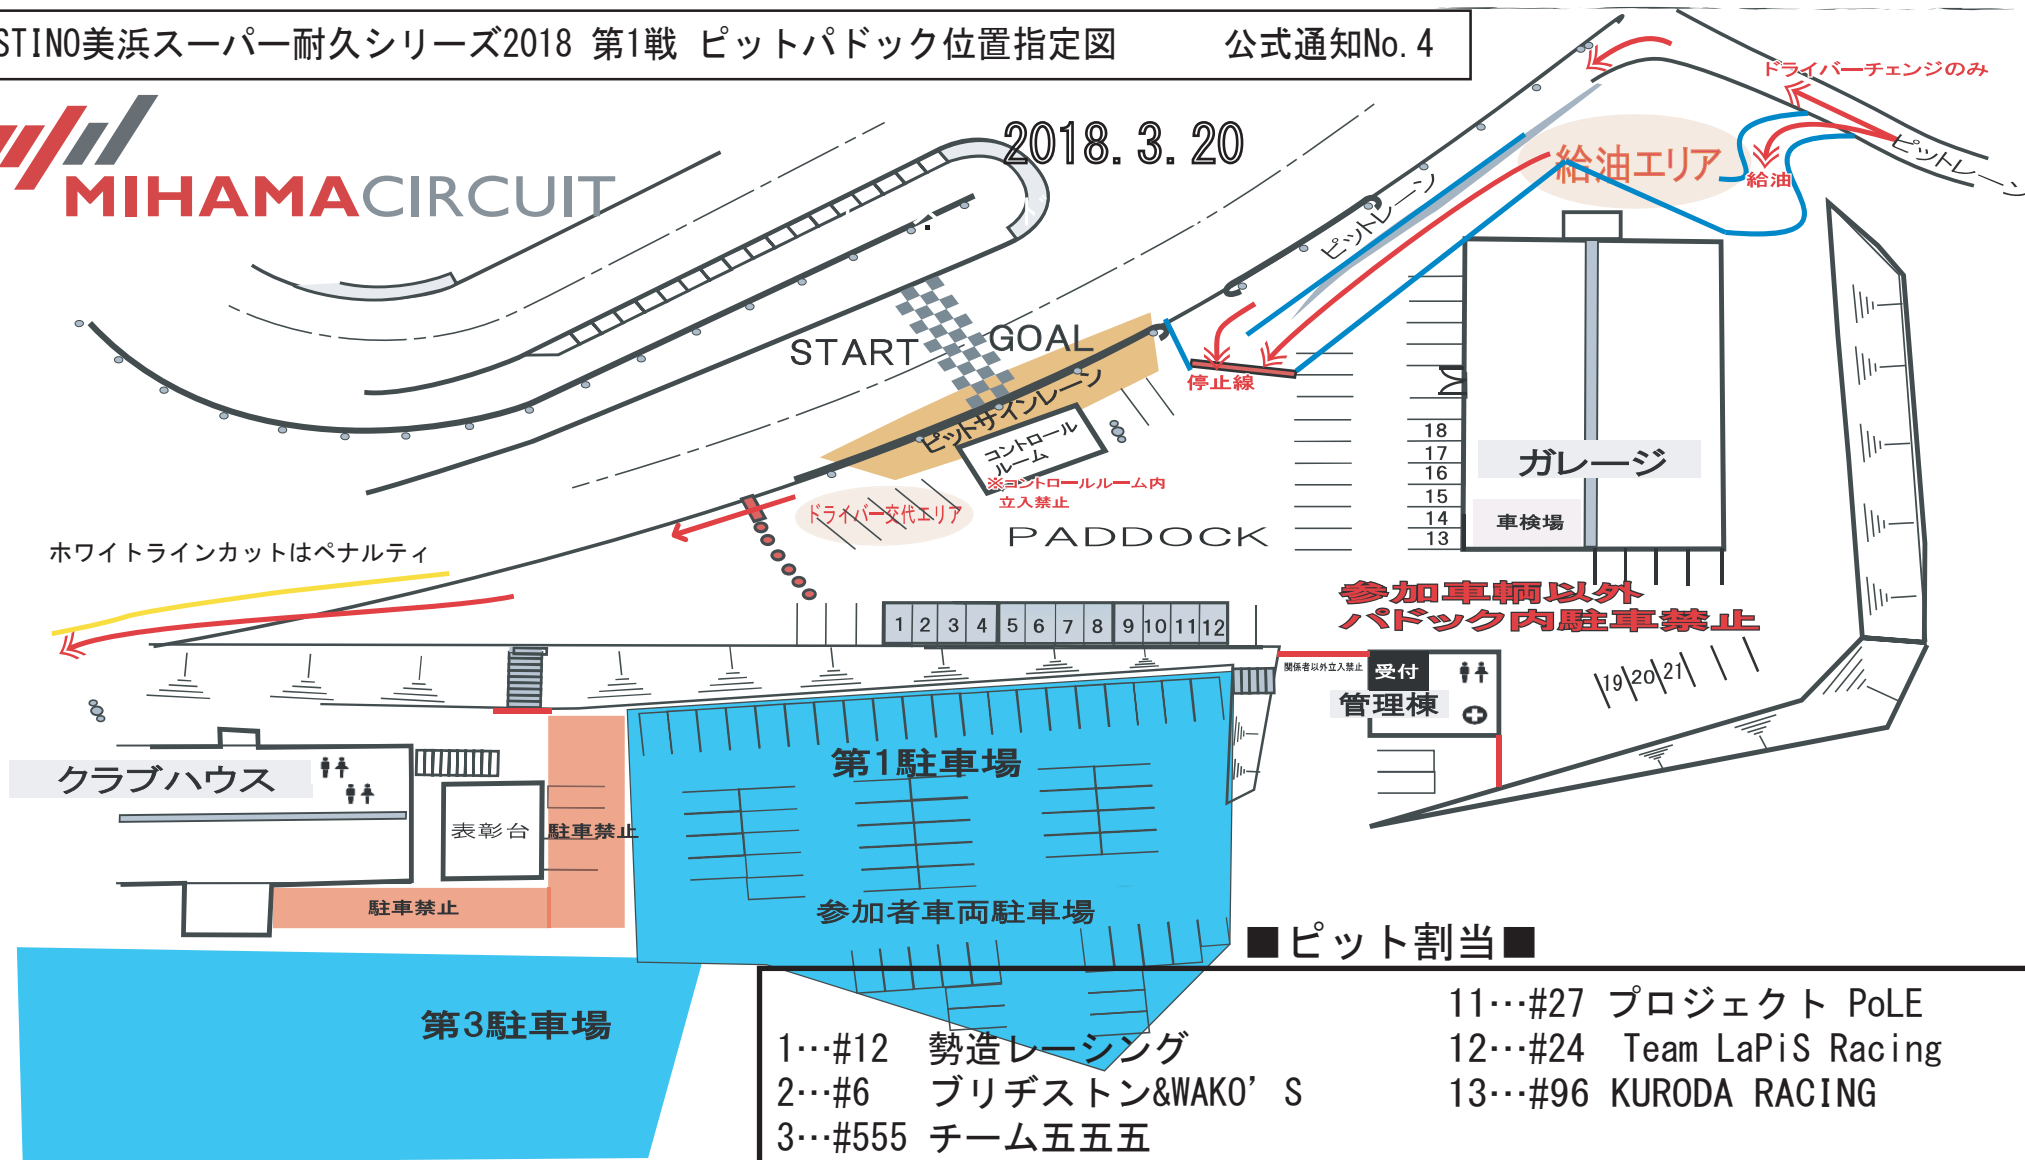 STINO美浜スーパー耐久シリーズ2018 第1戦 ピットパドック位置指定図 公式通知No.4
MIHAMACIRCUIT
2018.3.20
ドライバーチェンジのみ
給油エリア
給油
ピットレーン
ピットレーン
START
GOAL
停止線
ピットサインレーン
コントロール
ルーム
※コントロールルーム内
立入禁止
ドライバー交代エリア
PADDOCK
18
17
16
15
14
13
ガレージ
車検場
ホワイトラインカットはペナルティ
参加車輌以外
パドック内駐車禁止
1 2 3 4 5 6 7 8 9 10 11 12
関係者以外立入禁止
受付
管理棟
19 20 21
第1駐車場
クラブハウス
表彰台
駐車禁止
駐車禁止
参加者車両駐車場
■ピット割当■
第3駐車場
1…#12 勢造レーシング
2…#6 ブリヂストン&WAKO'S
3…#555 チーム五五五
11…#27 プロジェクト PoLE
12…#24 Team LaPiS Racing
13…#96 KURODA RACING